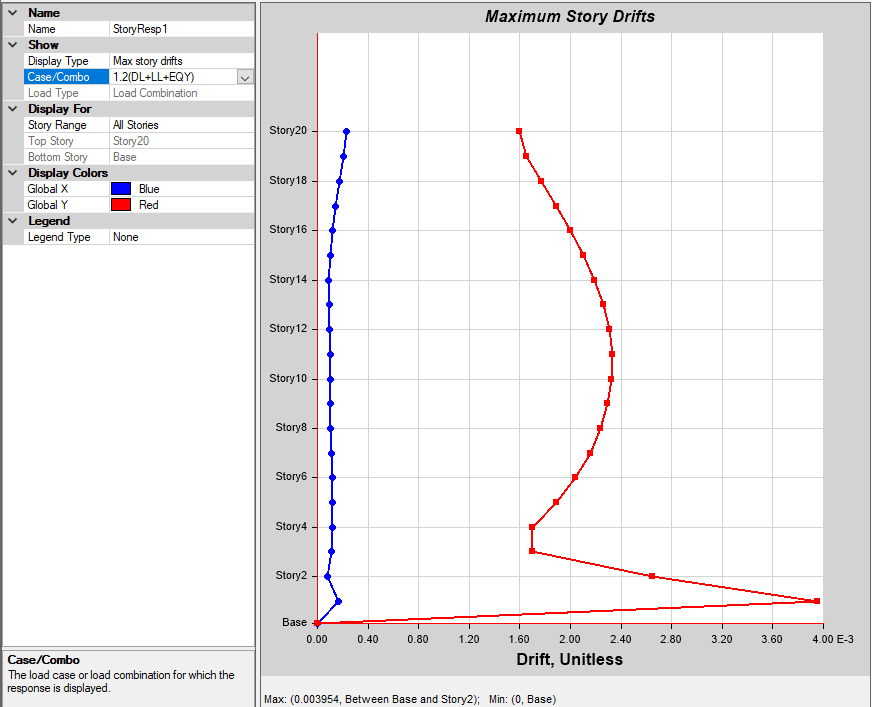 Name
Name StoryResp1
Show
Display Type Max story drifts
Case/Combo 1.2(DL+LL+EQY)
Load Type Load Combination
Display For
Story Range All Stories
Top Story Story20
Bottom Story Base
Display Colors
Global X Blue
Global Y Red
Legend
Legend Type None
Case/Combo
The load case or load combination for which the
response is displayed.
Maximum Story Drifts
Story20
Story18
Story16
Story14
Story12
Story10
Story8
Story6
Story4
Story2
Base
0.00 0.40 0.80 1.20 1.60 2.00 2.40 2.80 3.20 3.60 4.00 E-3
Drift, Unitless
Max: (0.003954, Between Base and Story2); Min: (0, Base)